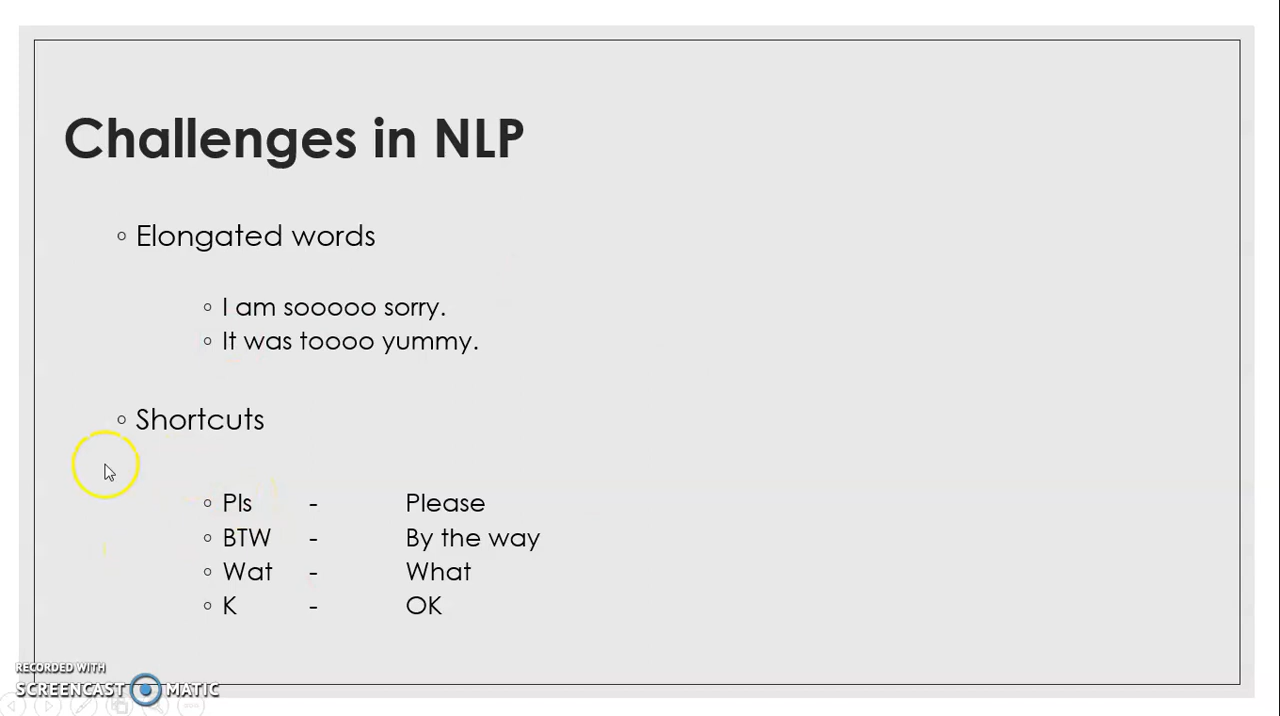 Challenges in NLP
Elongated words
I am sooooo sorry.
It was toooo yummy.
Shortcuts
Pls - Please
BTW - By the way
Wat - What
K - OK
RECORDED WITH
SCREENCAST MATIC